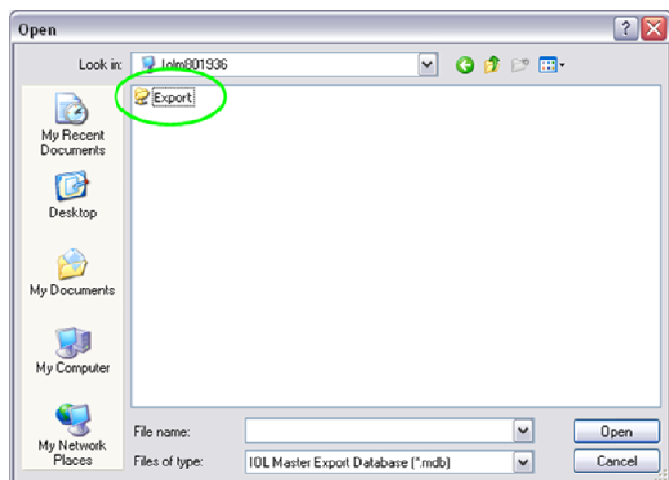 Open
Look in:
Iolm801936
Export
My Recent
Documents
Desktop
My Documents
My Computer
My Network
Places
File name:
Open
Files of type:
IOL Master Export Database (*.mdb)
Cancel